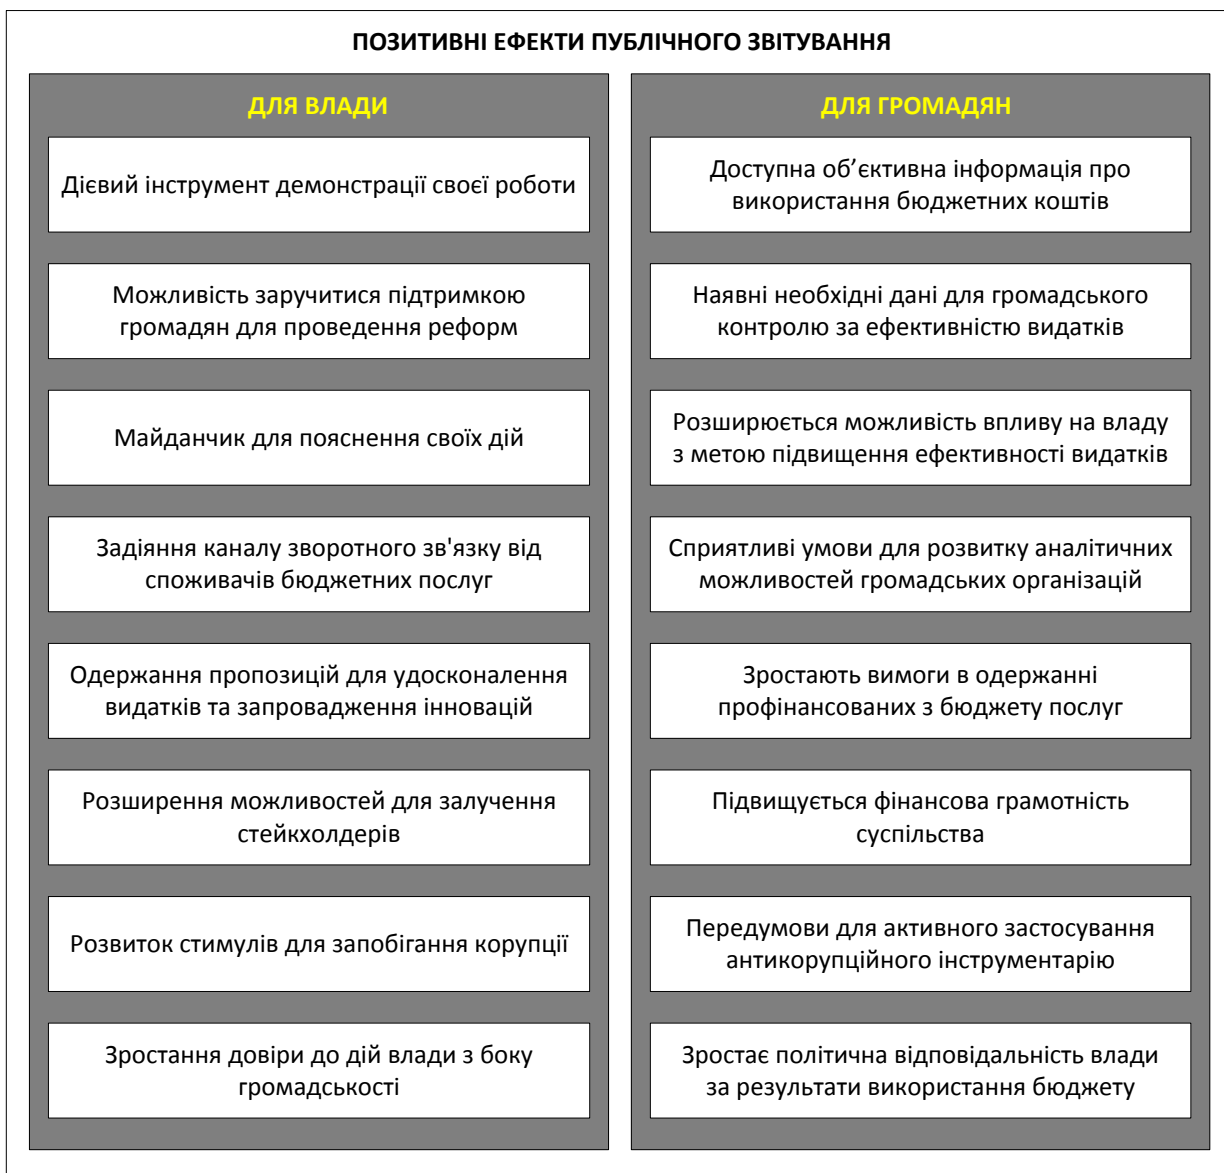 ПОЗИТИВНІ ЕФЕКТИ ПУБЛІЧНОГО ЗВІТУВАННЯ
ДЛЯ ВЛАДИ
Дієвий інструмент демонстрації своєї роботи
Можливість заручитися підтримкою
громадян для проведення реформ
Майданчик для пояснення своїх дій
Задіяння каналу зворотного зв'язку від
споживачів бюджетних послуг
Одержання пропозицій для удосконалення
видатків та запровадження інновацій
Розширення можливостей для залучення
стейкхолдерів
Розвиток стимулів для запобігання корупції
Зростання довіри до дій влади з боку
громадськості
ДЛЯ ГРОМАДЯН
Доступна об’єктивна інформація про
використання бюджетних коштів
Наявні необхідні дані для громадського
контролю за ефективністю видатків
Розширюється можливість впливу на владу
з метою підвищення ефективності видатків
Сприятливі умови для розвитку аналітичних
можливостей громадських організацій
Зростають вимоги в одержанні
профінансованих з бюджету послуг
Підвищується фінансова грамотність
суспільства
Передумови для активного застосування
антикорупційного інструментарію
Зростає політична відповідальність влади
за результати використання бюджету